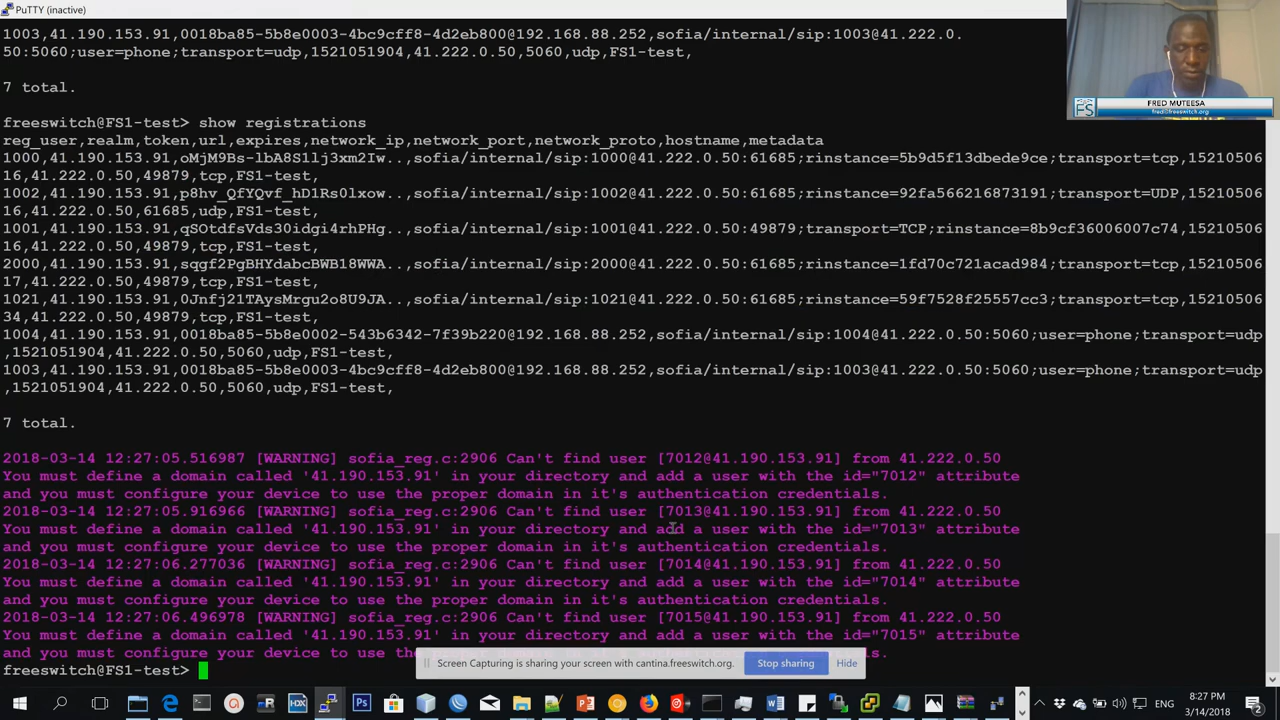 PuTTY (inactive)
1003,41.190.153.91,0018ba85-5b8e0003-4bc9cff8-4d2eb800@192.168.88.252,sofia/internal/sip:1003@41.222.0.
50:5060;user=phone;transport=udp,1521051904,41.222.0.50,5060,udp,FS1-test,
7 total.
freeswitch@FS1-test> show registrations
reg_user,realm,token,url,expires,network_ip,network_port,network_proto,hostname,metadata
1000,41.190.153.91,oMjM9Bs-lbA8S1lj3xm2Iw..,sofia/internal/sip:1000@41.222.0.50:61685;rinstance=5b9d5f13dbede9ce;transport=tcp,15210506
16,41.222.0.50,49879,tcp,FS1-test,
1002,41.190.153.91,p8hv_QfYQvf_hD1Rs0lxow..,sofia/internal/sip:1002@41.222.0.50:61685;rinstance=92fa566216873191;transport=UDP,15210506
16,41.222.0.50,61685,udp,FS1-test,
1001,41.190.153.91,qSOtdfsVds30idgi4rhPHg..,sofia/internal/sip:1001@41.222.0.50:49879;transport=TCP;rinstance=8b9cf36006007c74,15210506
16,41.222.0.50,49879,tcp,FS1-test,
2000,41.190.153.91,sqgf2PgBHYdabcBWB18WWA..,sofia/internal/sip:2000@41.222.0.50:61685;rinstance=1fd70c721acad984;transport=tcp,15210506
17,41.222.0.50,49879,tcp,FS1-test,
1021,41.190.153.91,0Jnfj21TAysMrgu2o8U9JA..,sofia/internal/sip:1021@41.222.0.50:61685;rinstance=59f7528f25557cc3;transport=tcp,15210506
34,41.222.0.50,49879,tcp,FS1-test,
1004,41.190.153.91,0018ba85-5b8e0002-543b6342-7f39b220@192.168.88.252,sofia/internal/sip:1004@41.222.0.50:5060;user=phone;transport=udp
,1521051904,41.222.0.50,5060,udp,FS1-test,
1003,41.190.153.91,0018ba85-5b8e0003-4bc9cff8-4d2eb800@192.168.88.252,sofia/internal/sip:1003@41.222.0.50:5060;user=phone;transport=udp
,1521051904,41.222.0.50,5060,udp,FS1-test,
7 total.
2018-03-14 12:27:05.516987 [WARNING] sofia_reg.c:2906 Can't find user [7012@41.190.153.91] from 41.222.0.50
You must define a domain called '41.190.153.91' in your directory and add a user with the id="7012" attribute
and you must configure your device to use the proper domain in it's authentication credentials.
2018-03-14 12:27:05.916966 [WARNING] sofia_reg.c:2906 Can't find user [7013@41.190.153.91] from 41.222.0.50
You must define a domain called '41.190.153.91' in your directory and add a user with the id="7013" attribute
and you must configure your device to use the proper domain in it's authentication credentials.
2018-03-14 12:27:06.277036 [WARNING] sofia_reg.c:2906 Can't find user [7014@41.190.153.91] from 41.222.0.50
You must define a domain called '41.190.153.91' in your directory and add a user with the id="7014" attribute
and you must configure your device to use the proper domain in it's authentication credentials.
2018-03-14 12:27:06.496978 [WARNING] sofia_reg.c:2906 Can't find user [7015@41.190.153.91] from 41.222.0.50
You must define a domain called '41.190.153.91' in your directory and add a user with the id="7015" attribute
and you must configure your device to use the
freeswitch@FS1-test>
FRED MUTEESA
fred@freeswitch.org
Screen Capturing is sharing your screen with cantina.freeswitch.org.
Stop sharing
Hide
ENG
8:27 PM
3/14/2018